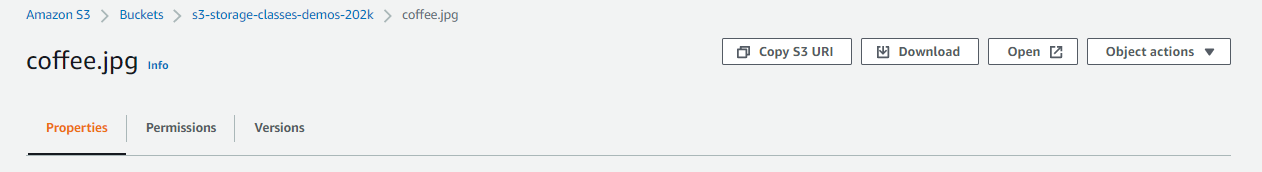 Amazon S3 > Buckets > s3-storage-classes-demos-202k > coffee.jpg
coffee.jpg Info
Copy S3 URI Download Open Object actions
Properties Permissions Versions